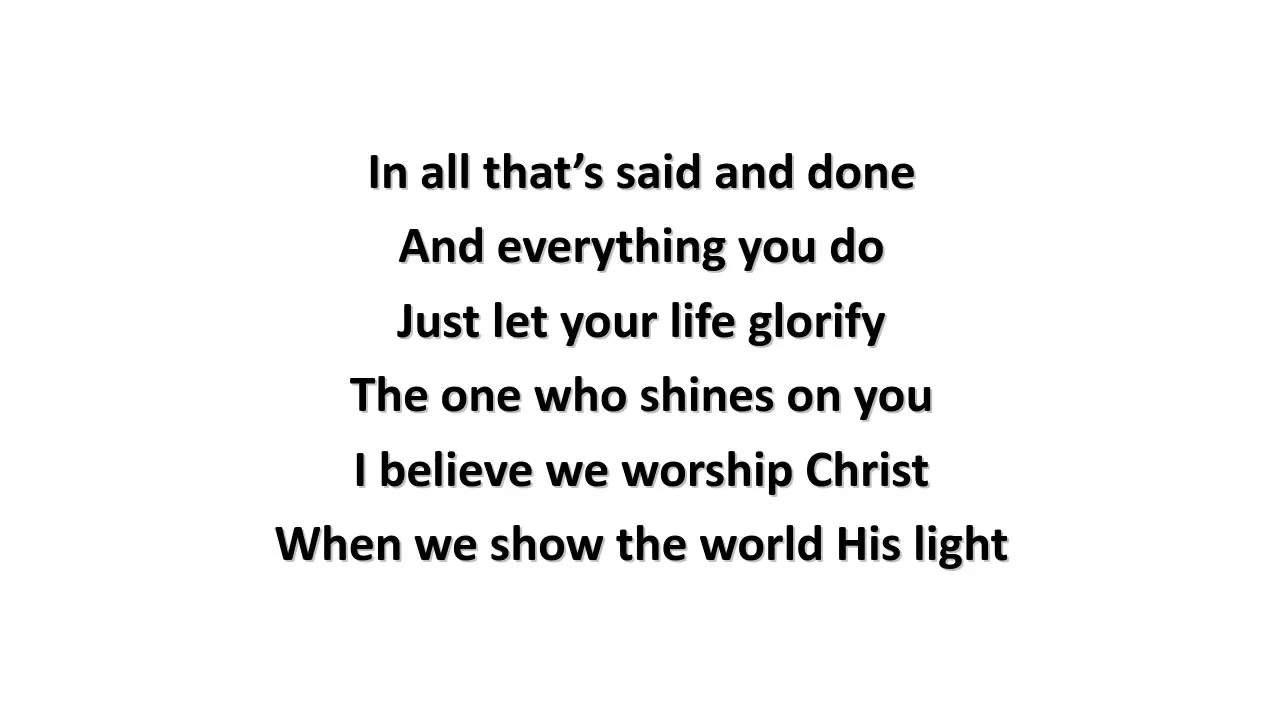 In all that’s said and done
And everything you do
Just let your life glorify
The one who shines on you
I believe we worship Christ
When we show the world His light